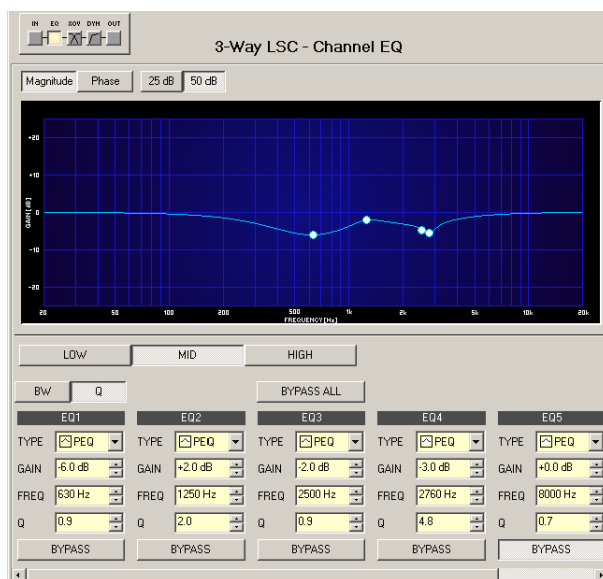 IN EQ XOV DYN OUT
3-Way LSC - Channel EQ
Magnitude Phase 25 dB 50 dB
+20
+10
0
-10
-20
GAIN [dB]
20 50 100 200 500 1k 2k 5k 10k 20k
FREQUENCY [Hz]
LOW MID HIGH
BW Q BYPASS ALL
EQ1 EQ2 EQ3 EQ4 EQ5
TYPE PEQ TYPE PEQ TYPE PEQ TYPE PEQ TYPE PEQ
GAIN -6.0 dB GAIN +2.0 dB GAIN -2.0 dB GAIN -3.0 dB GAIN +0.0 dB
FREQ 630 Hz FREQ 1250 Hz FREQ 2500 Hz FREQ 2760 Hz FREQ 8000 Hz
Q 0.9 Q 2.0 Q 0.9 Q 4.8 Q 0.7
BYPASS BYPASS BYPASS BYPASS BYPASS